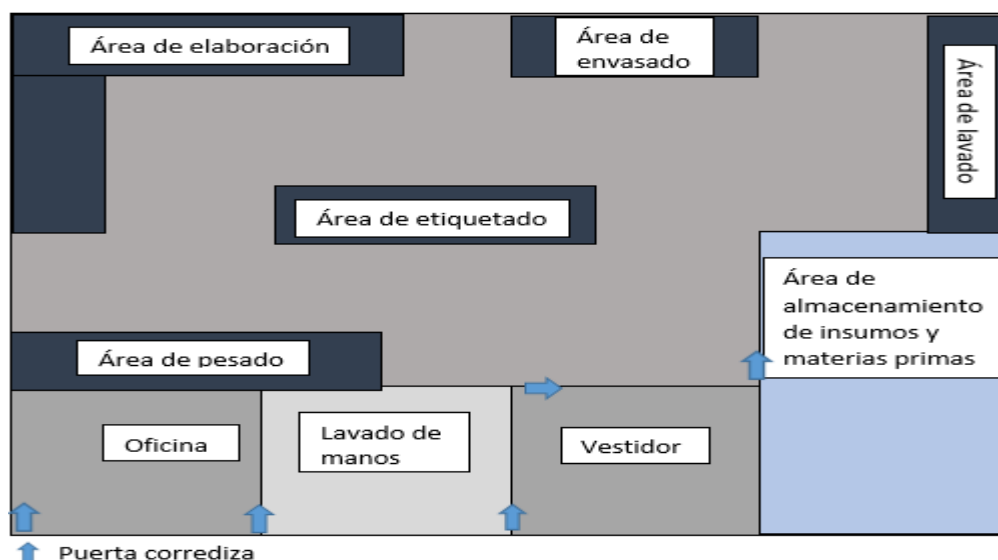 Área de elaboración
Área de
envasado
Área de lavado
Área de etiquetado
Área de
almacenamiento
de insumos y
materias primas
Área de pesado
Oficina
Lavado de
manos
Vestidor
Puerta corrediza